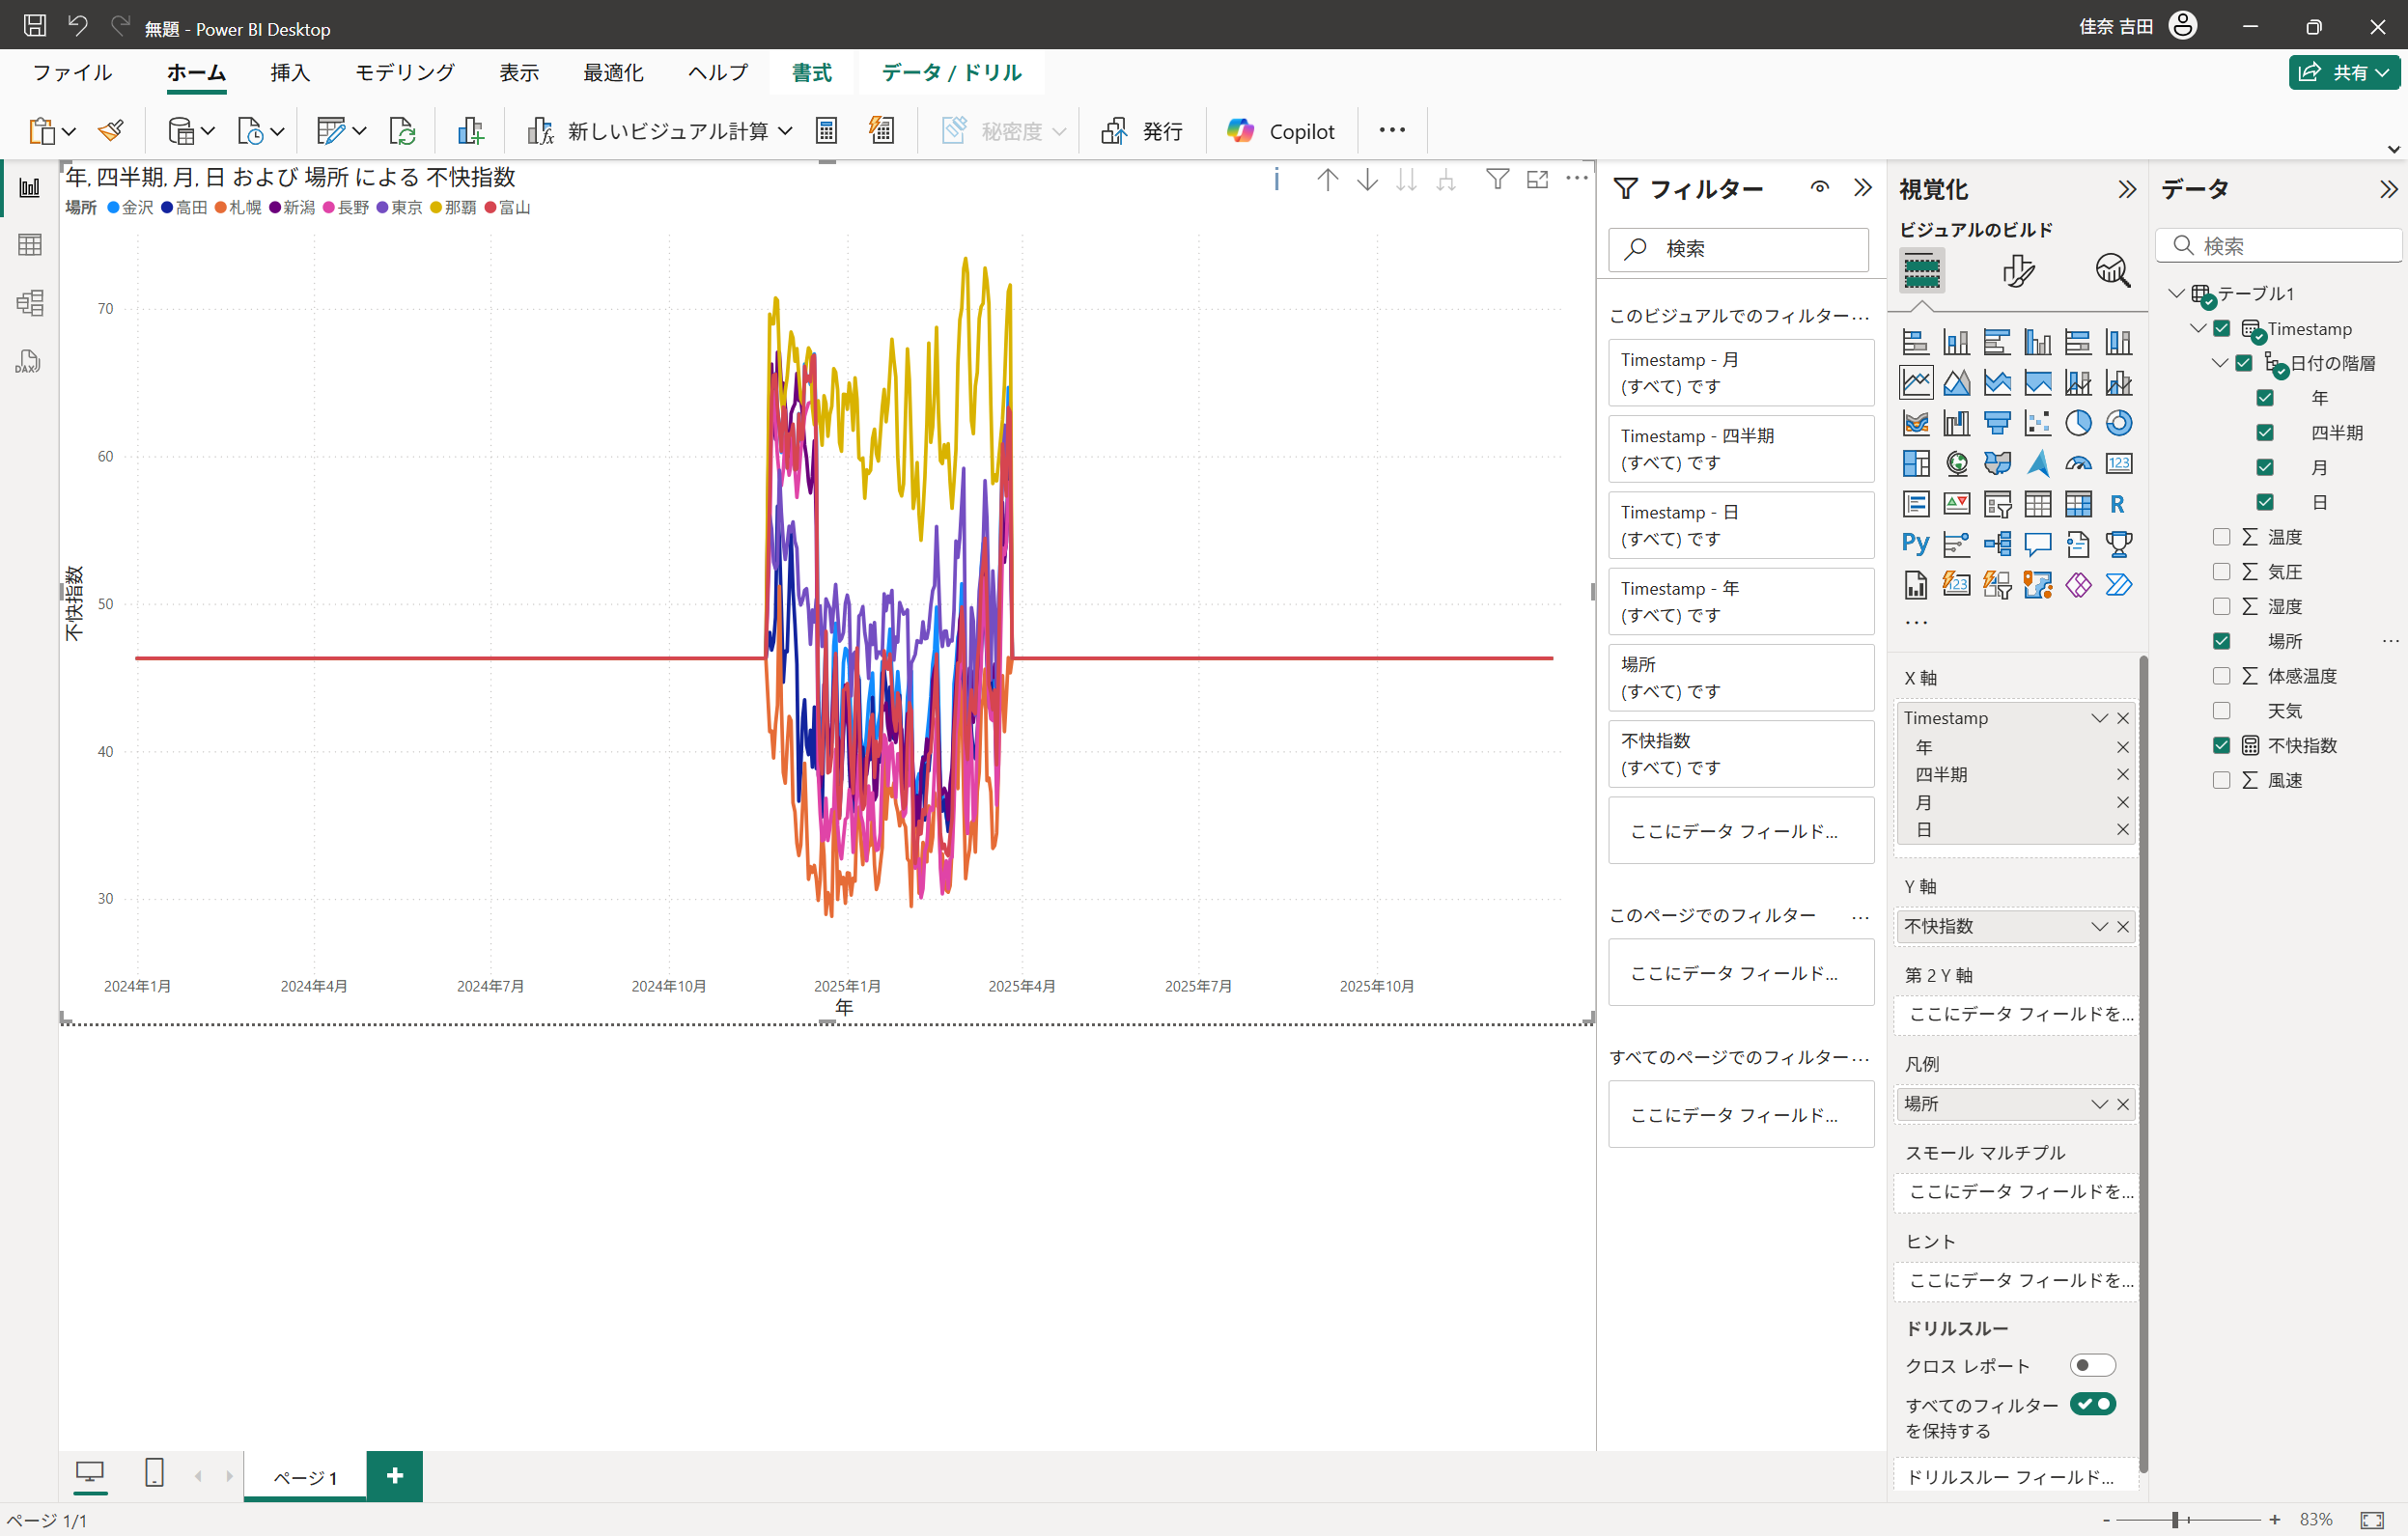 無題 - Power BI Desktop
佳奈 吉田
ファイル ホーム 挿入 モデリング 表示 最適化 ヘルプ 書式 データ / ドリル
共有
新しいビジュアル計算
秘密度
発行
Copilot
年, 四半期, 月, 日 および 場所 による 不快指数
場所 金沢 高田 札幌 新潟 長野 東京 那覇 富山
70
60
50
40
30
不快指数
2024年1月 2024年4月 2024年7月 2024年10月 2025年1月 2025年4月 2025年7月 2025年10月
年
フィルター
検索
このビジュアルでのフィルター...
Timestamp - 月
(すべて) です
Timestamp - 四半期
(すべて) です
Timestamp - 日
(すべて) です
Timestamp - 年
(すべて) です
場所
(すべて) です
不快指数
(すべて) です
ここにデータ フィールド...
このページでのフィルター ...
ここにデータ フィールド...
すべてのページでのフィルター...
ここにデータ フィールド...
視覚化
ビジュアルのビルド
123
R
Py
123
...
X 軸
Timestamp
年
四半期
月
日
Y 軸
不快指数
第 2 Y 軸
ここにデータ フィールドを...
凡例
場所
スモール マルチプル
ここにデータ フィールドを...
ヒント
ここにデータ フィールドを...
ドリルスルー
クロス レポート
すべてのフィルター
を保持する
ドリルスルー フィールド...
データ
検索
テーブル1
Timestamp
日付の階層
年
四半期
月
日
温度
気圧
湿度
場所
体感温度
天気
不快指数
風速
DAX
ページ 1
ページ 1/1
83%